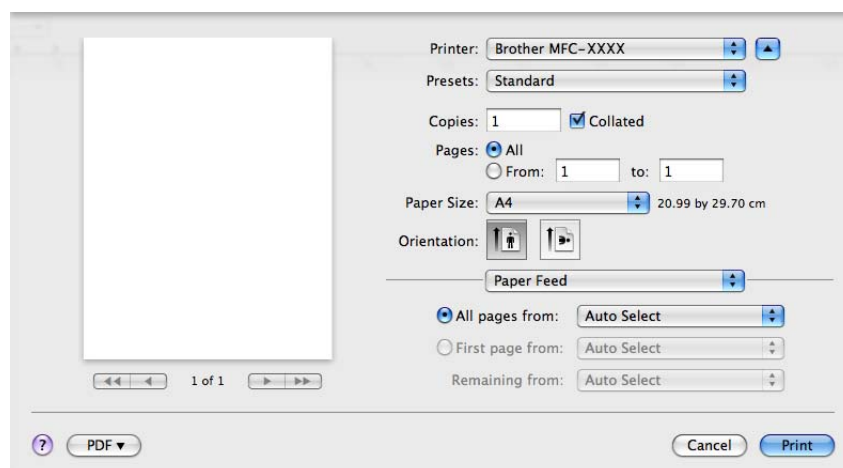 Printer: Brother MFC-XXXX
Presets: Standard
Copies: 1 Collated
Pages: All
From: 1 to: 1
Paper Size: A4 20.99 by 29.70 cm
Orientation:
Paper Feed
All pages from: Auto Select
First page from: Auto Select
Remaining from: Auto Select
1 of 1
? PDF ▾ Cancel Print